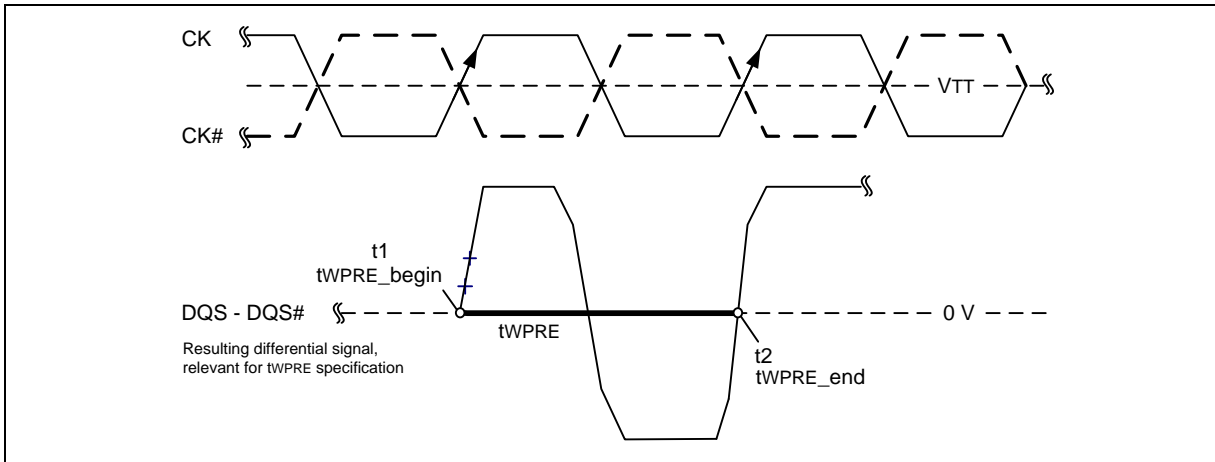 CK
VTT
CK#
t1
tWPRE_begin
DQS - DQS#
tWPRE
0 V
Resulting differential signal,
relevant for tWPRE specification
t2
tWPRE_end